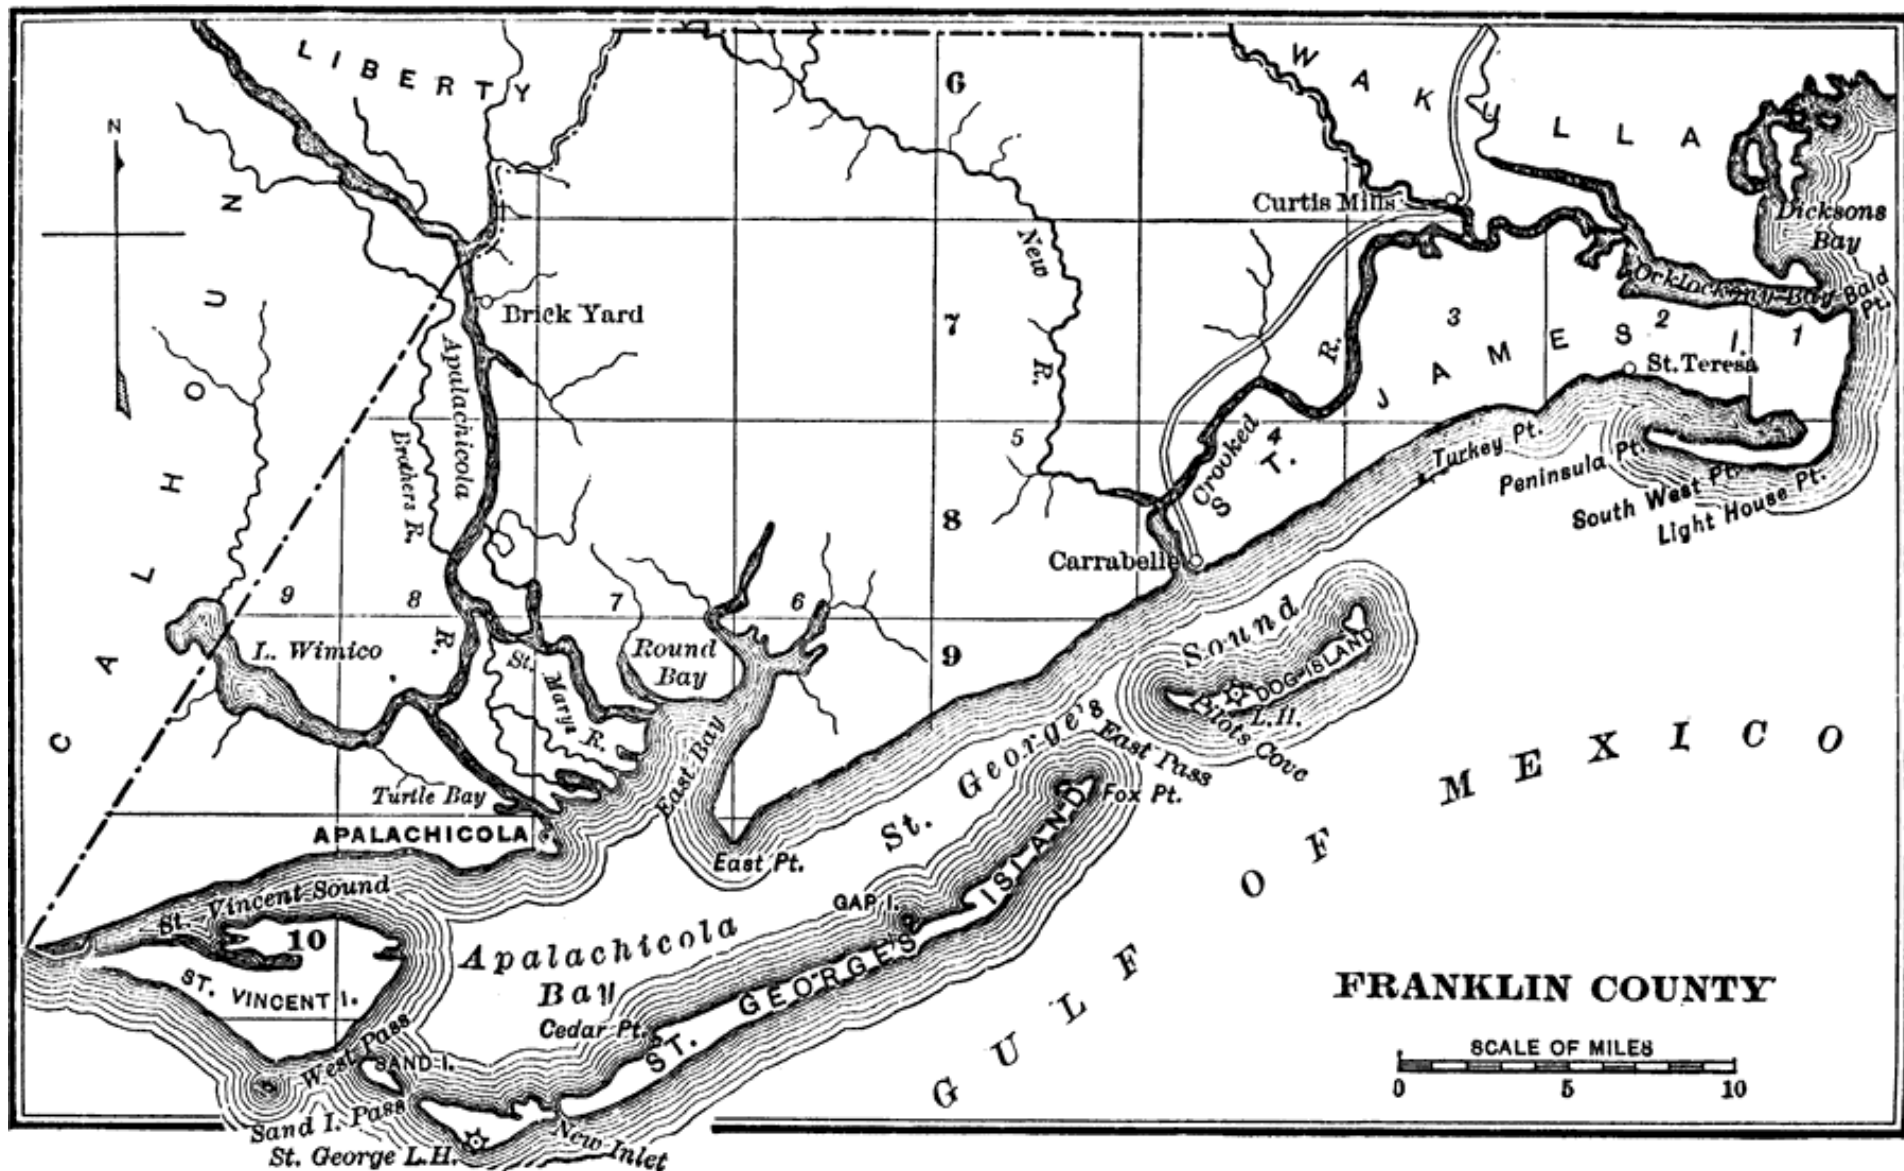 N
LIBERTY
WAKULLA
CALHOUN
6
Curtis Mills
Dicksons
Bay
New
R.
Ocklockony Bay
Bald
Pt.
Brick Yard
7
3
2
1
R.
ST. JAMES I.
St. Teresa
Apalachicola
R.
Brothers R.
5
4
Crooked
Turkey Pt.
Peninsula Pt.
South West Pt.
Light House Pt.
8
Carrabelle
9
8
7
6
9
L. Wimico
St. Marys R.
Round
Bay
Sound
DOG ISLAND
L.H.
Pilots Cove
East Bay
St. George's
East Pass
Fox Pt.
Turtle Bay
APALACHICOLA
East Pt.
GULF OF MEXICO
St. Vincent Sound
GAP I.
10
Apalachicola
Bay
ST. GEORGES ISLAND
ST. VINCENT I.
Cedar Pt.
West Pass
SAND I.
Sand I. Pass
St. George L.H.
New Inlet
FRANKLIN COUNTY
SCALE OF MILES
0 5 10